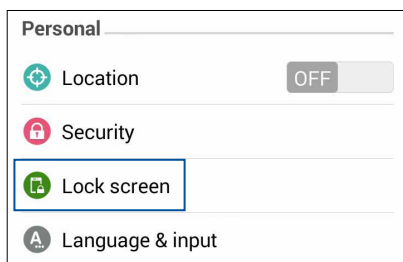 Personal
Location OFF
Security
Lock screen
A Language & input